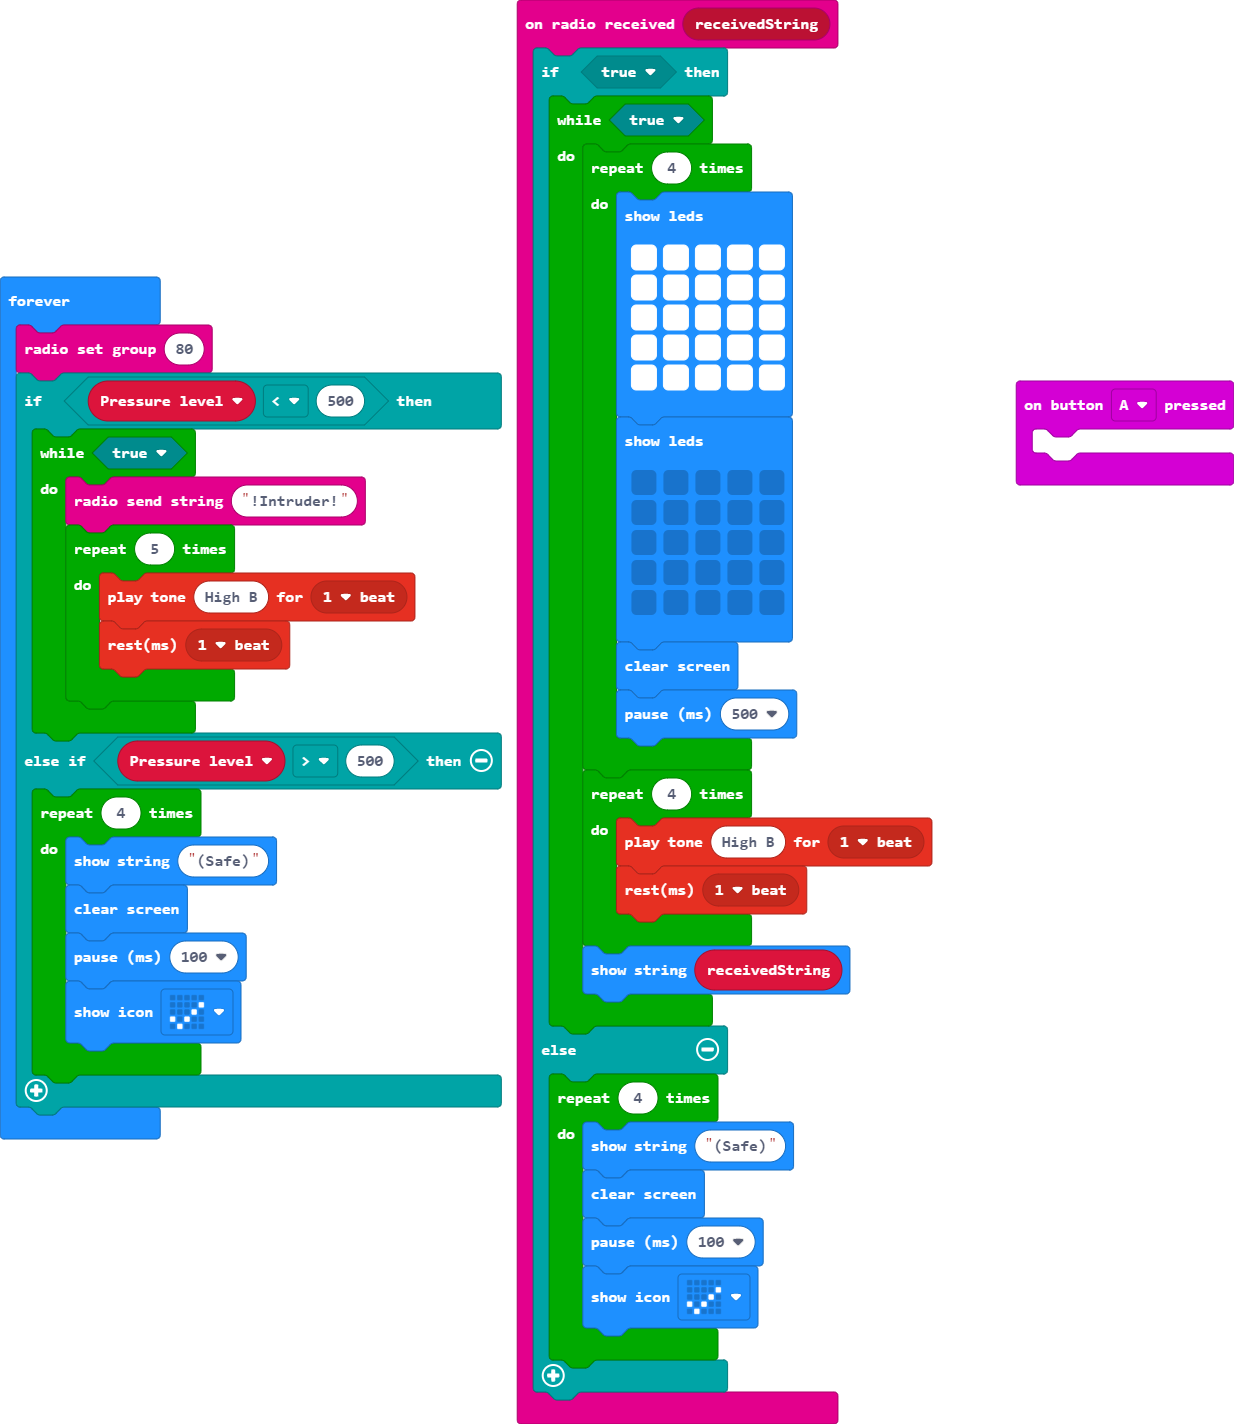 forever
radio set group 80
if Pressure level < 500 then
while true
do
radio send string "!Intruder!"
repeat 5 times
do
play tone High B for 1 beat
rest(ms) 1 beat
else if Pressure level > 500 then
repeat 4 times
do
show string "(Safe)"
clear screen
pause (ms) 100
show icon
on radio received receivedString
if true then
while true
do
repeat 4 times
do
show leds
show leds
clear screen
pause (ms) 500
repeat 4 times
do
play tone High B for 1 beat
rest(ms) 1 beat
show string receivedString
else
repeat 4 times
do
show string "(Safe)"
clear screen
pause (ms) 100
show icon
on button A pressed